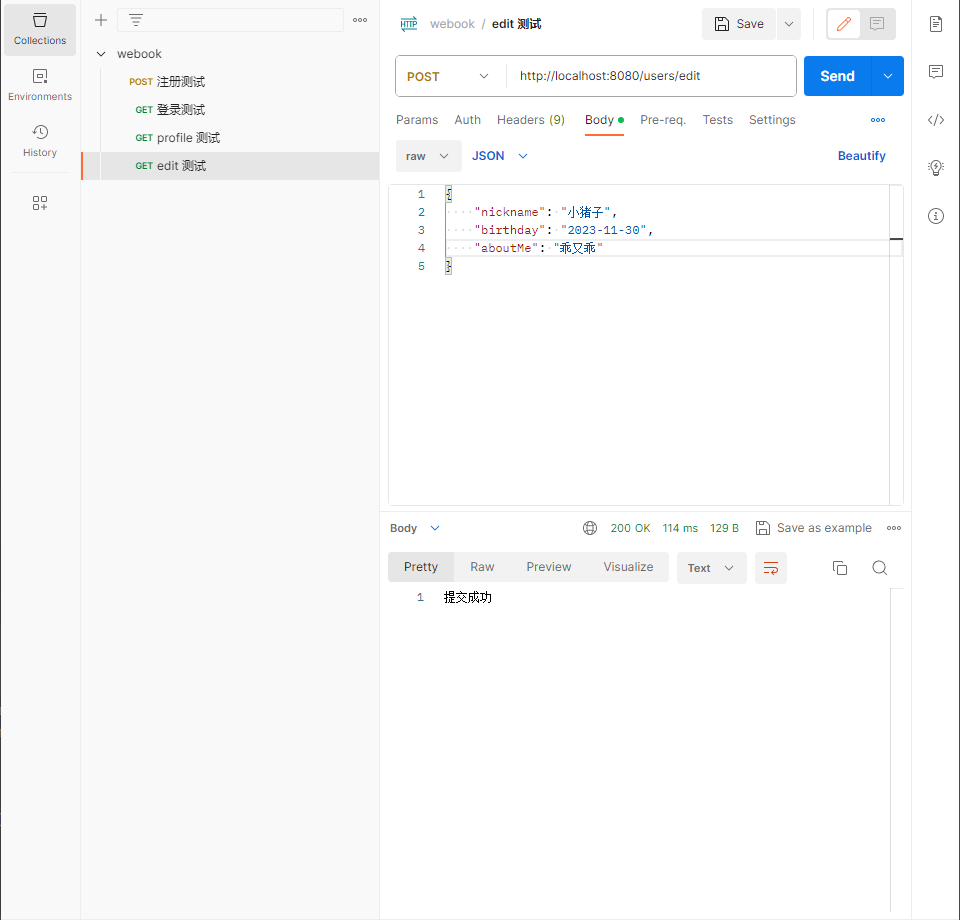 Collections
Environments
History
webook
POST 注册测试
GET 登录测试
GET profile 测试
GET edit 测试
HTTP webook / edit 测试 Save
POST http://localhost:8080/users/edit Send
Params Auth Headers (9) Body Pre-req. Tests Settings
raw JSON Beautify
1 {
2 "nickname": "小猪子",
3 "birthday": "2023-11-30",
4 "aboutMe": "乖又乖"
5 }
Body 200 OK 114 ms 129 B Save as example
Pretty Raw Preview Visualize Text
1 提交成功